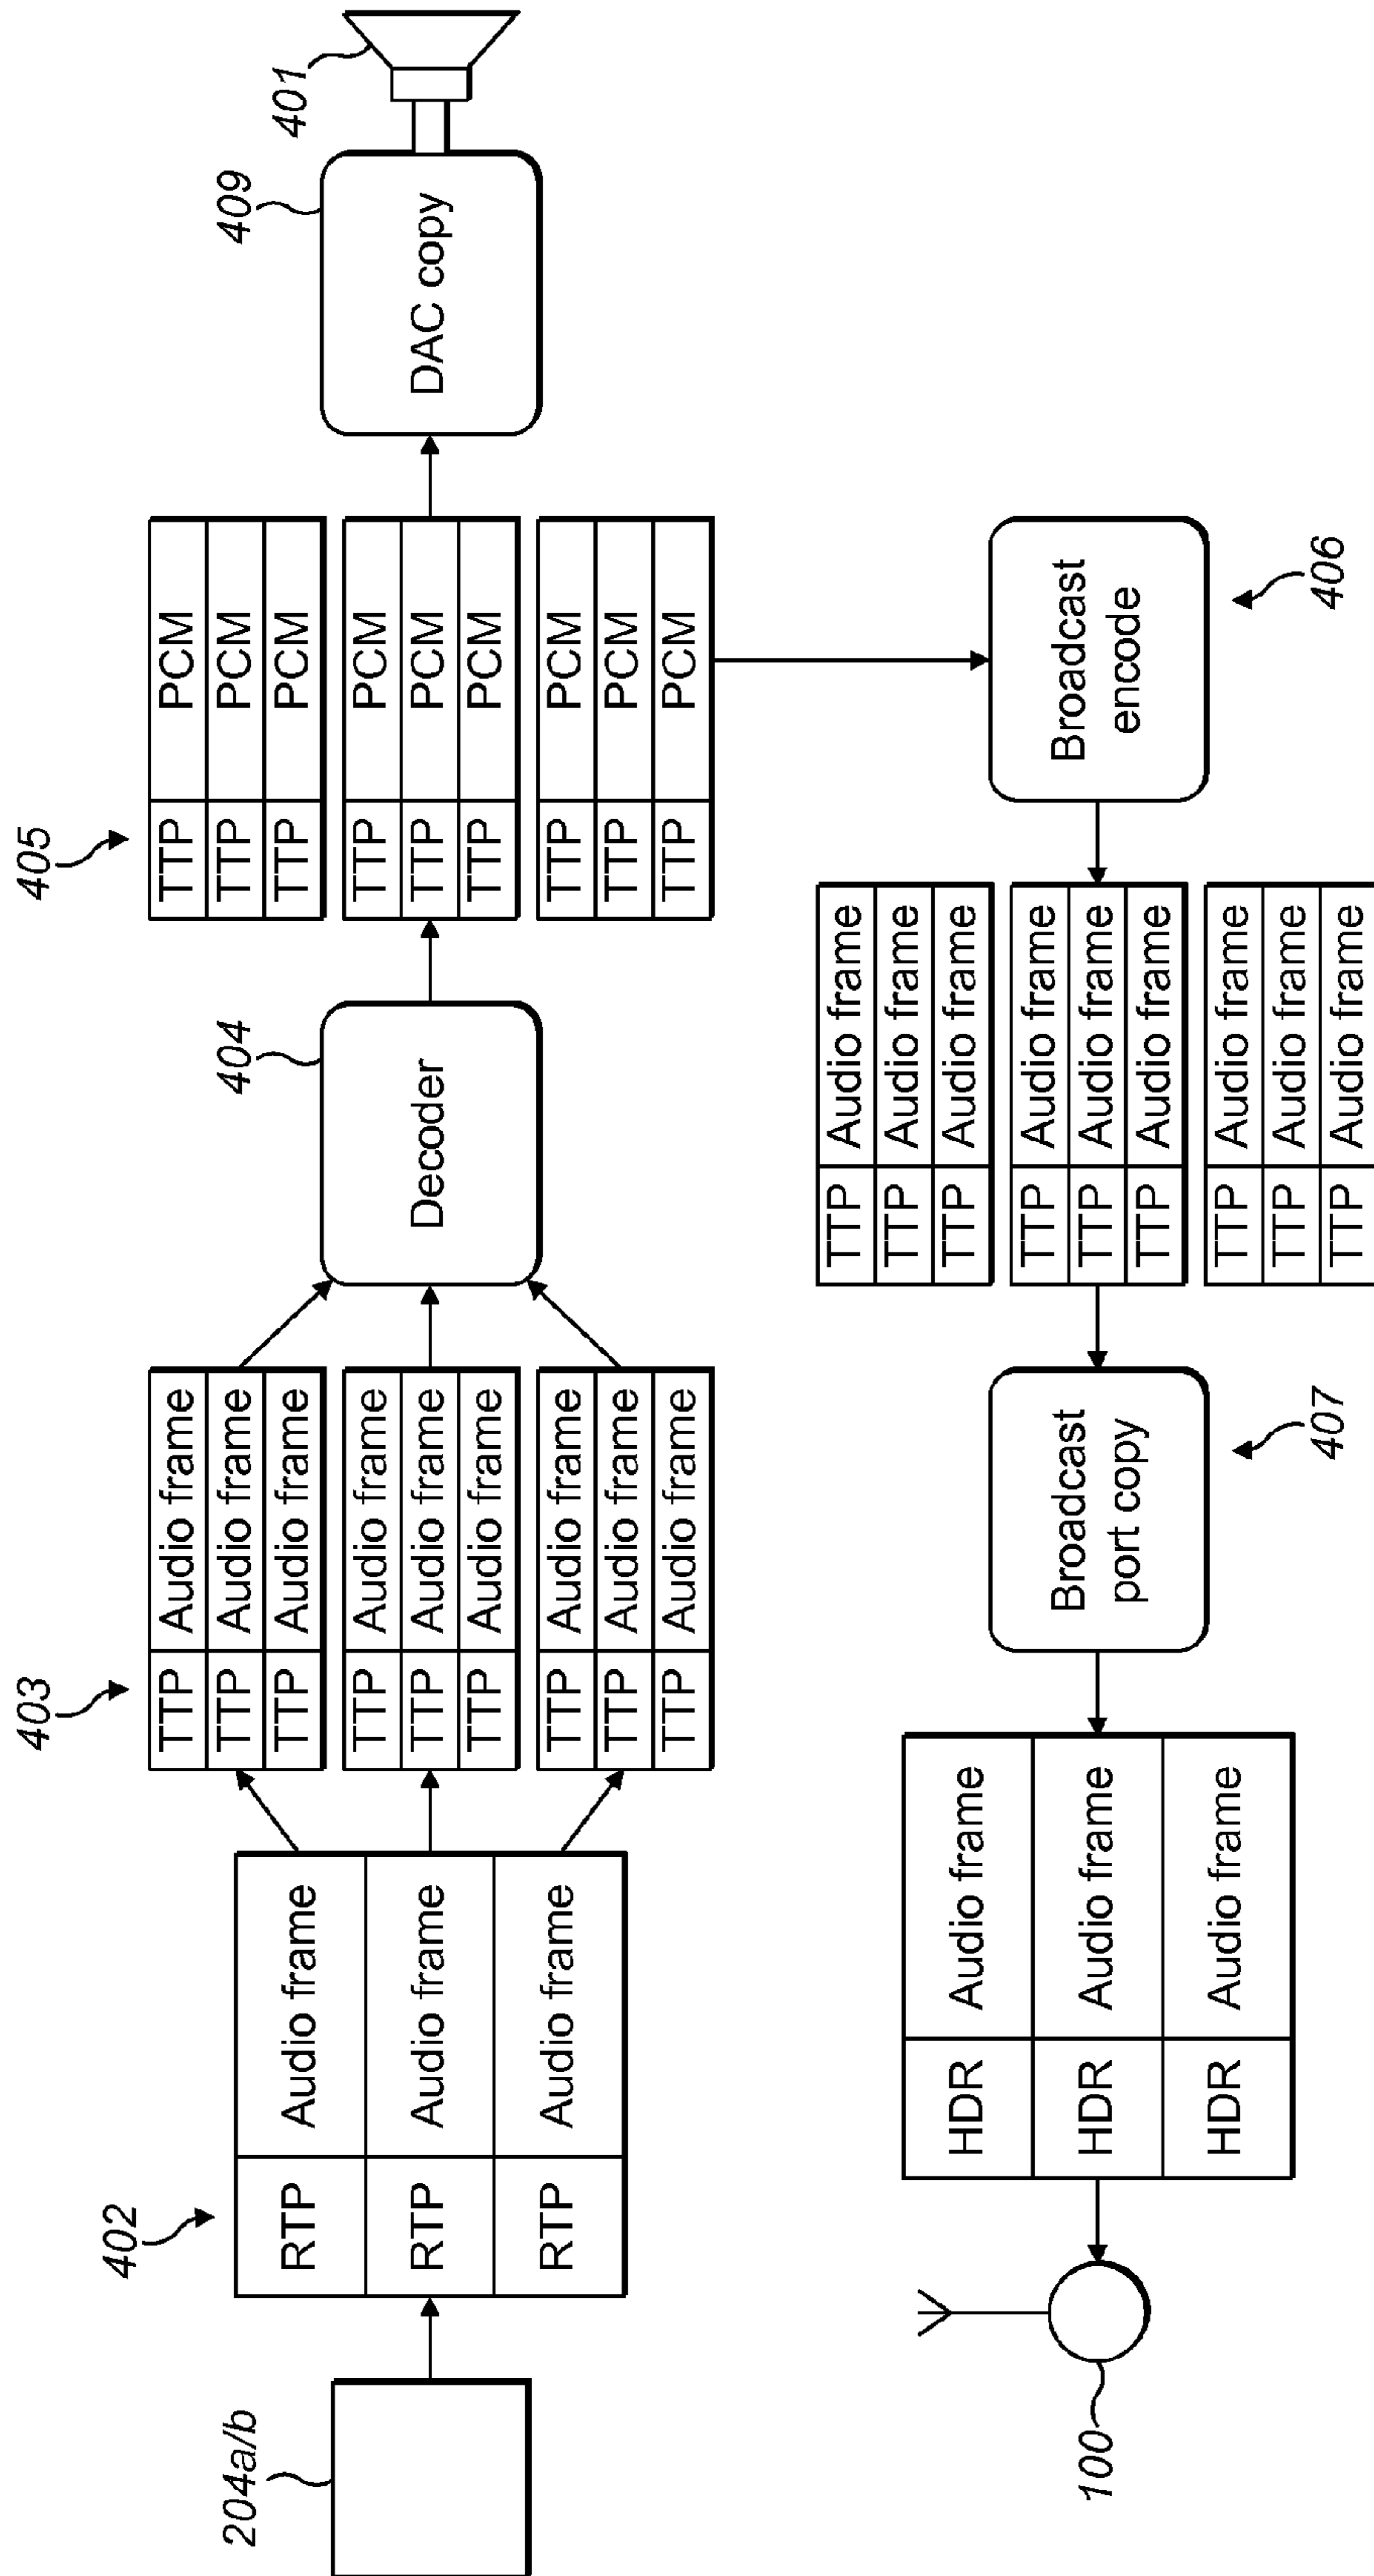 204a/b
402
RTP Audio frame
RTP Audio frame
RTP Audio frame
403
TTP Audio frame
TTP Audio frame
TTP Audio frame
TTP Audio frame
TTP Audio frame
TTP Audio frame
TTP Audio frame
TTP Audio frame
TTP Audio frame
404
Decoder
405
TTP PCM
TTP PCM
TTP PCM
TTP PCM
TTP PCM
TTP PCM
TTP PCM
TTP PCM
TTP PCM
409
DAC copy
401
100
HDR Audio frame
HDR Audio frame
HDR Audio frame
Broadcast
port copy
407
TTP Audio frame
TTP Audio frame
TTP Audio frame
TTP Audio frame
TTP Audio frame
TTP Audio frame
TTP Audio frame
TTP Audio frame
TTP Audio frame
Broadcast
encode
406